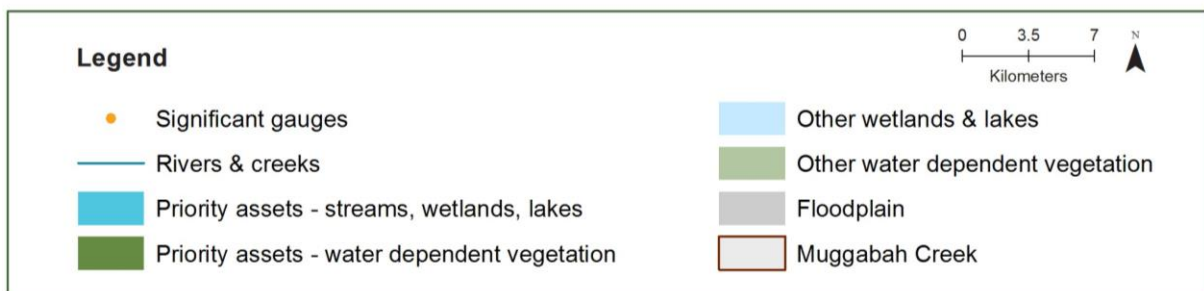 Legend
0 3.5 7 N
Kilometers
Significant gauges
Rivers & creeks
Priority assets - streams, wetlands, lakes
Priority assets - water dependent vegetation
Other wetlands & lakes
Other water dependent vegetation
Floodplain
Muggabah Creek